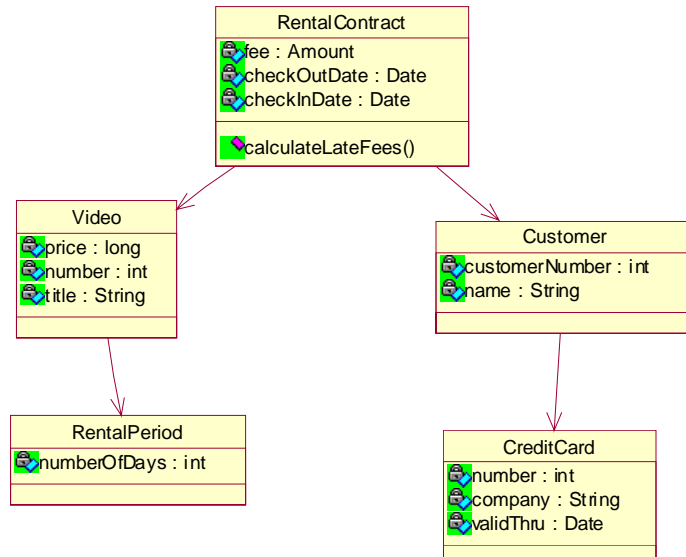 RentalContract
fee : Amount
checkOutDate : Date
checkInDate : Date
calculateLateFees()
Video
price : long
number : int
title : String
Customer
customerNumber : int
name : String
RentalPeriod
numberOfDays : int
CreditCard
number : int
company : String
validThru : Date